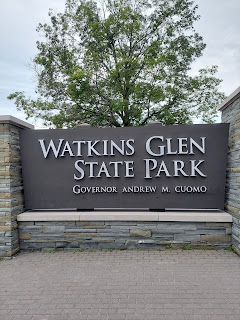 WATKINS GLEN
STATE PARK
GOVERNOR ANDREW M. CUOMO